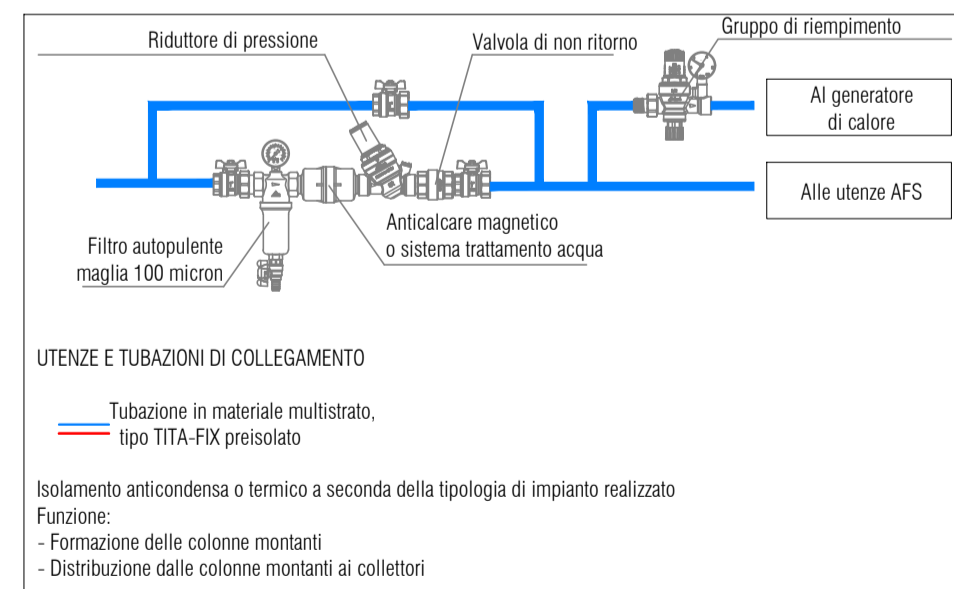 Riduttore di pressione
Valvola di non ritorno
Gruppo di riempimento
Al generatore
di calore
Alle utenze AFS
Filtro autopulente
maglia 100 micron
Anticalcare magnetico
o sistema trattamento acqua
UTENZE E TUBAZIONI DI COLLEGAMENTO
Tubazione in materiale multistrato,
tipo TITA-FIX preisolato
Isolamento anticondensa o termico a seconda della tipologia di impianto realizzato
Funzione:
- Formazione delle colonne montanti
- Distribuzione dalle colonne montanti ai collettori